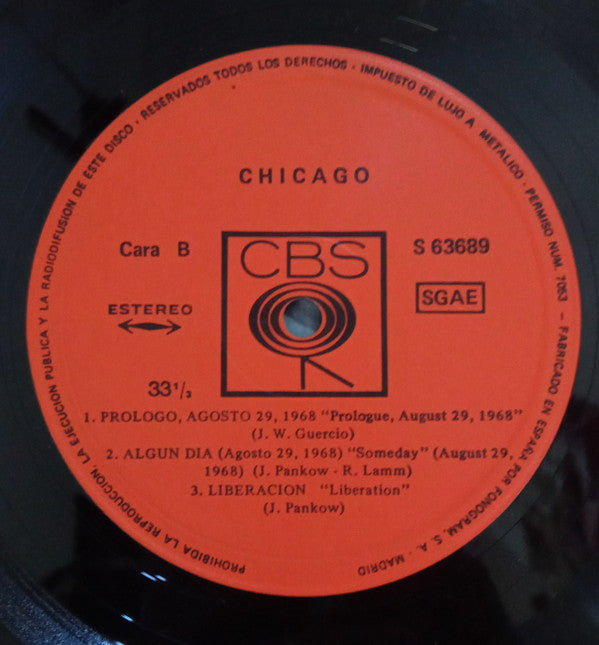 PROHIBIDA LA REPRODUCCION, LA EJECUCION PUBLICA Y LA RADIODIFUSION DE ESTE DISCO · RESERVADOS TODOS LOS DERECHOS · IMPUESTO DE LUJO A METALICO · PERMISO NUM. 7053 — FABRICADO EN ESPAÑA POR FONOGRAM, S. A. . MADRID
CHICAGO
Cara B
CBS
S 63689
SGAE
ESTEREO
33 1/3
1. PROLOGO, AGOSTO 29, 1968 "Prologue, August 29, 1968"
(J. W. Guercio)
2. ALGUN DIA (Agosto 29, 1968) "Someday" (August 29,
1968) (J. Pankow - R. Lamm)
3. LIBERACION "Liberation"
(J. Pankow)